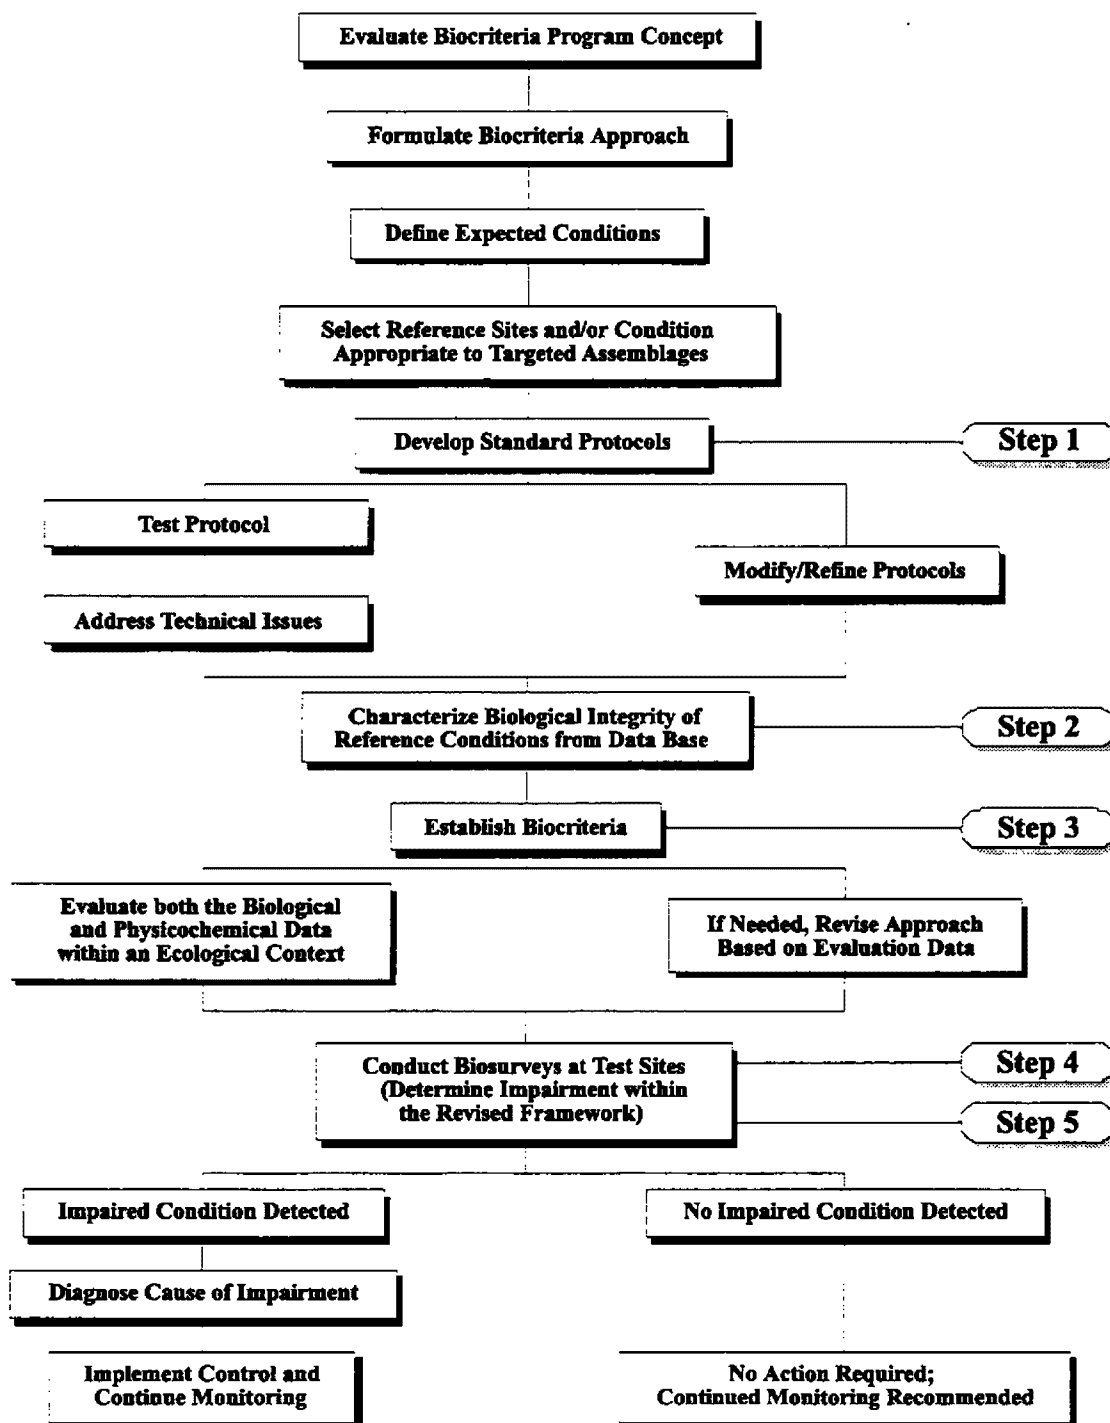 Evaluate Biocriteria Program Concept
Formulate Biocriteria Approach
Define Expected Conditions
Select Reference Sites and/or Condition
Appropriate to Targeted Assemblages
Develop Standard Protocols
Step 1
Test Protocol
Modify/Refine Protocols
Address Technical Issues
Characterize Biological Integrity of
Reference Conditions from Data Base
Step 2
Establish Biocriteria
Step 3
Evaluate both the Biological
and Physicochemical Data
within an Ecological Context
If Needed, Revise Approach
Based on Evaluation Data
Conduct Biosurveys at Test Sites
(Determine Impairment within
the Revised Framework)
Step 4
Step 5
Impaired Condition Detected
No Impaired Condition Detected
Diagnose Cause of Impairment
Implement Control and
Continue Monitoring
No Action Required;
Continued Monitoring Recommended